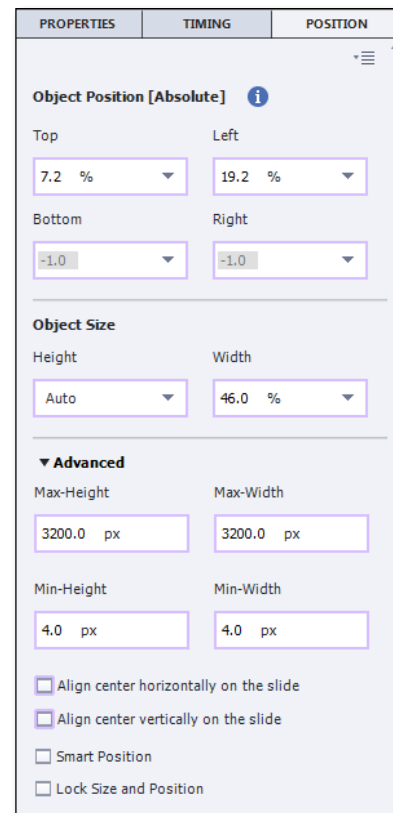 PROPERTIES TIMING POSITION
Object Position [Absolute] i
Top Left
7.2 % 19.2 %
Bottom Right
-1.0 -1.0
Object Size
Height Width
Auto 46.0 %
Advanced
Max-Height Max-Width
3200.0 px 3200.0 px
Min-Height Min-Width
4.0 px 4.0 px
Align center horizontally on the slide
Align center vertically on the slide
Smart Position
Lock Size and Position